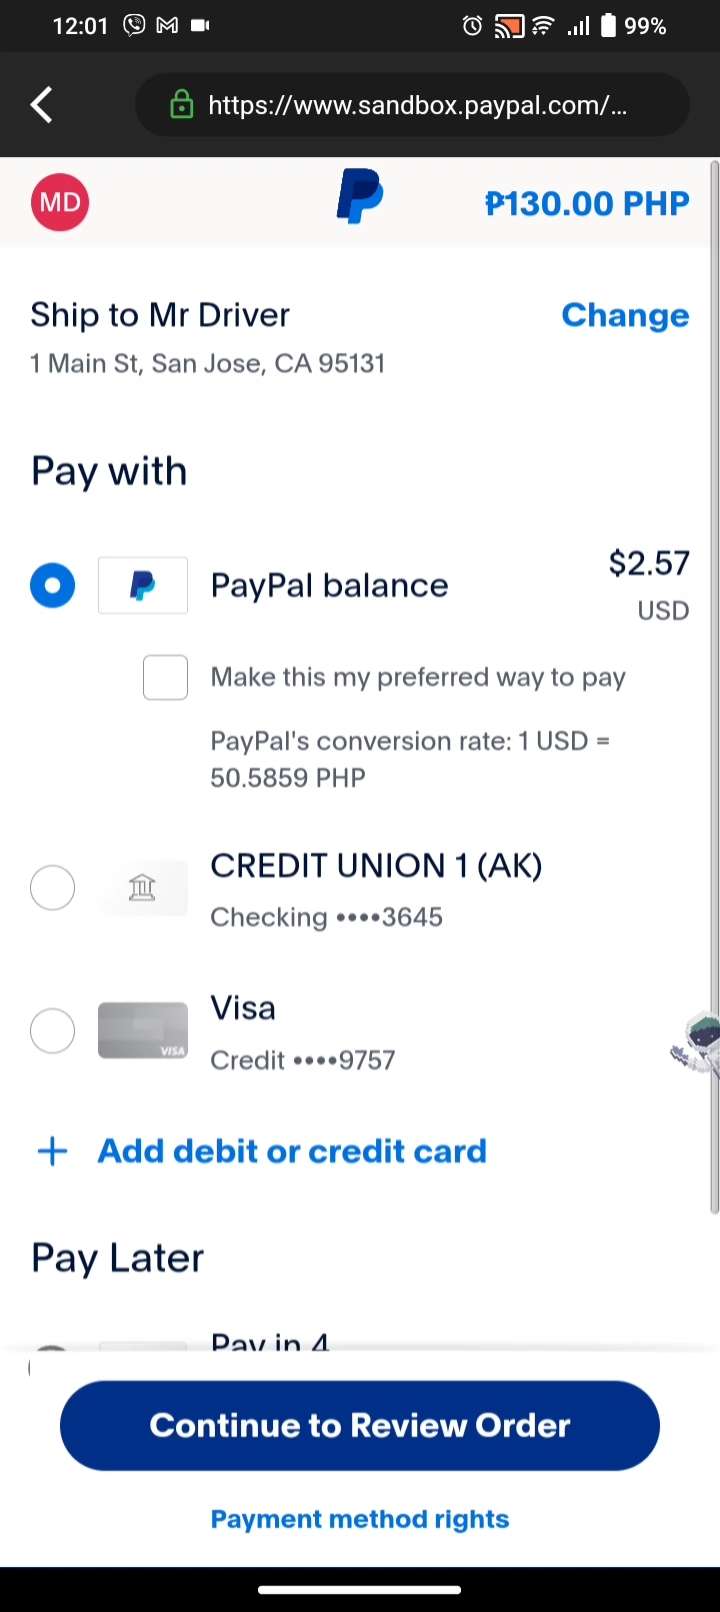 12:01
99%
https://www.sandbox.paypal.com/...
MD
₱130.00 PHP
Ship to Mr Driver
Change
1 Main St, San Jose, CA 95131
Pay with
PayPal balance
$2.57
USD
Make this my preferred way to pay
PayPal's conversion rate: 1 USD =
50.5859 PHP
CREDIT UNION 1 (AK)
Checking ••••3645
Visa
VISA
Credit ••••9757
+ Add debit or credit card
Pay Later
Pay in 4
Continue to Review Order
Payment method rights